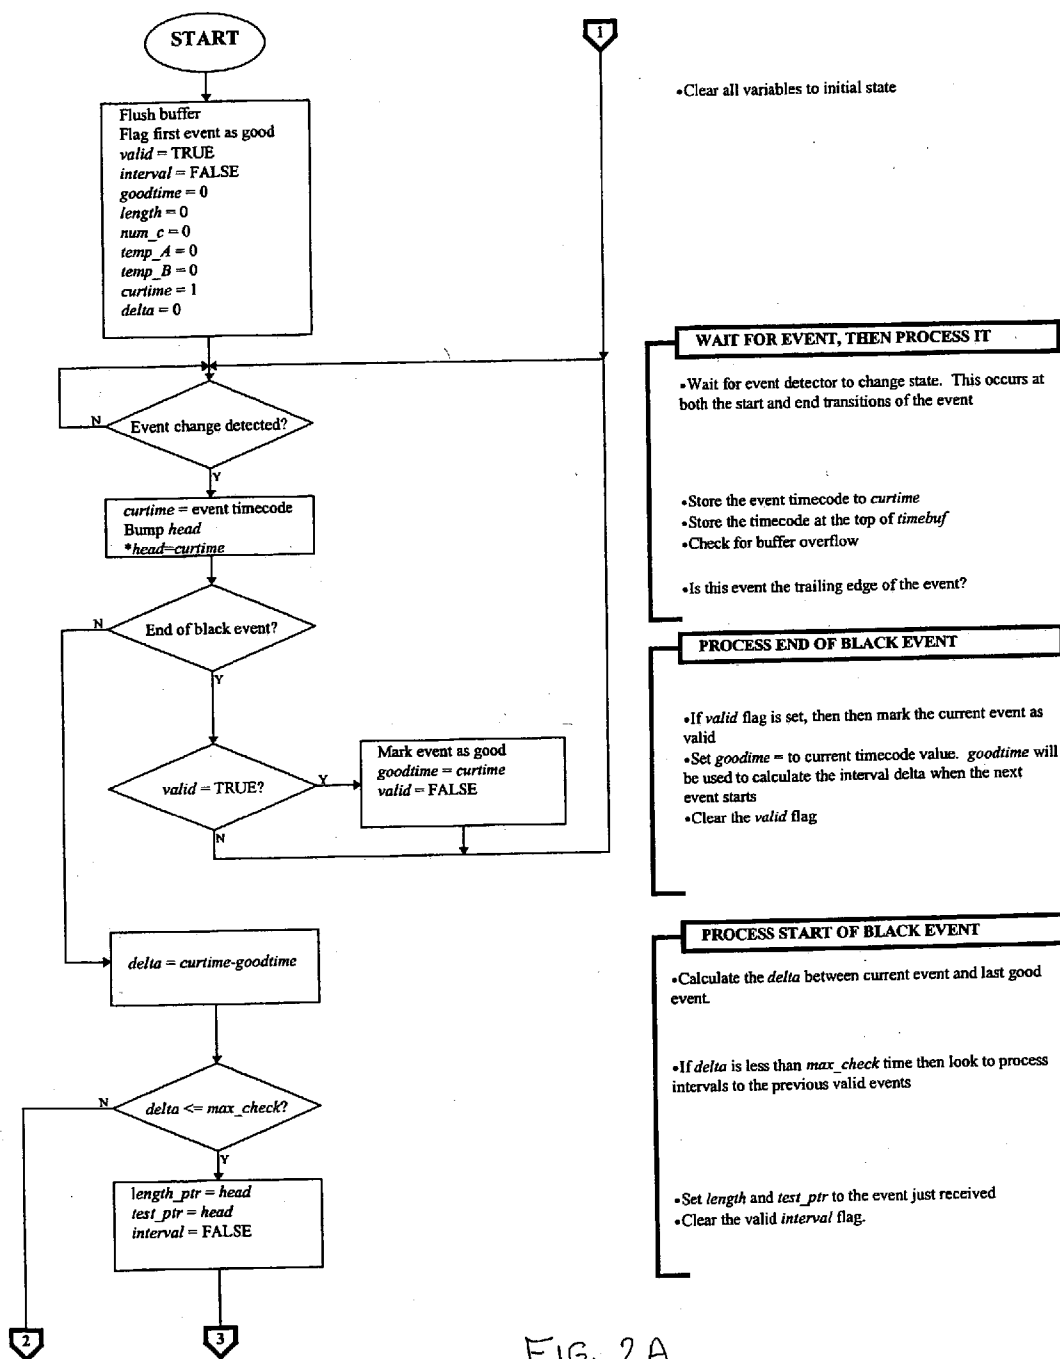 START
1
•Clear all variables to initial state
Flush buffer
Flag first event as good
valid = TRUE
interval = FALSE
goodtime = 0
length = 0
num_c = 0
temp_A = 0
temp_B = 0
curtime = 1
delta = 0
WAIT FOR EVENT, THEN PROCESS IT
•Wait for event detector to change state. This occurs at
both the start and end transitions of the event
N
Event change detected?
Y
curtime = event timecode
Bump head
*head=curtime
•Store the event timecode to curtime
•Store the timecode at the top of timebuf
•Check for buffer overflow
•Is this event the trailing edge of the event?
N
End of black event?
Y
PROCESS END OF BLACK EVENT
•If valid flag is set, then then mark the current event as
valid
•Set goodime = to current timecode value. goodtime will
be used to calculate the interval delta when the next
event starts
•Clear the valid flag
valid = TRUE?
Y
N
Mark event as good
goodtime = curtime
valid = FALSE
PROCESS START OF BLACK EVENT
delta = curtime-goodtime
•Calculate the delta between current event and last good
event.
•If delta is less than max_check time then look to process
intervals to the previous valid events
N
delta <= max_check?
Y
length_ptr = head
test_ptr = head
interval = FALSE
•Set length and test_ptr to the event just received
•Clear the valid interval flag.
2
3
FIG. 2A